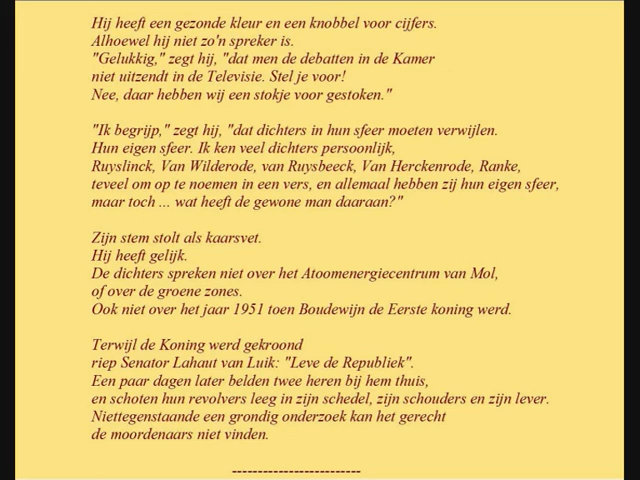 Hij heeft een gezonde kleur en een knobbel voor cijfers.
Alhoewel hij niet zo'n spreker is.
"Gelukkig," zegt hij, "dat men de debatten in de Kamer
niet uitzendt in de Televisie. Stel je voor!
Nee, daar hebben wij een stokje voor gestoken."
"Ik begrijp," zegt hij, "dat dichters in hun sfeer moeten verwijlen.
Hun eigen sfeer. Ik ken veel dichters persoonlijk,
Ruyslinck, Van Wilderode, van Ruysbeeck, Van Herckenrode, Ranke,
teveel om op te noemen in een vers, en allemaal hebben zij hun eigen sfeer,
maar toch ... wat heeft de gewone man daaraan?"
Zijn stem stolt als kaarsvet.
Hij heeft gelijk.
De dichters spreken niet over het Atoomenergiecentrum van Mol,
of over de groene zones.
Ook niet over het jaar 1951 toen Boudewijn de Eerste koning werd.
Terwijl de Koning werd gekroond
riep Senator Lahaut van Luik: "Leve de Republiek".
Een paar dagen later belden twee heren bij hem thuis,
en schoten hun revolvers leeg in zijn schedel, zijn schouders en zijn lever.
Niettegenstaande een grondig onderzoek kan het gerecht
de moordenaars niet vinden.
-------------------------